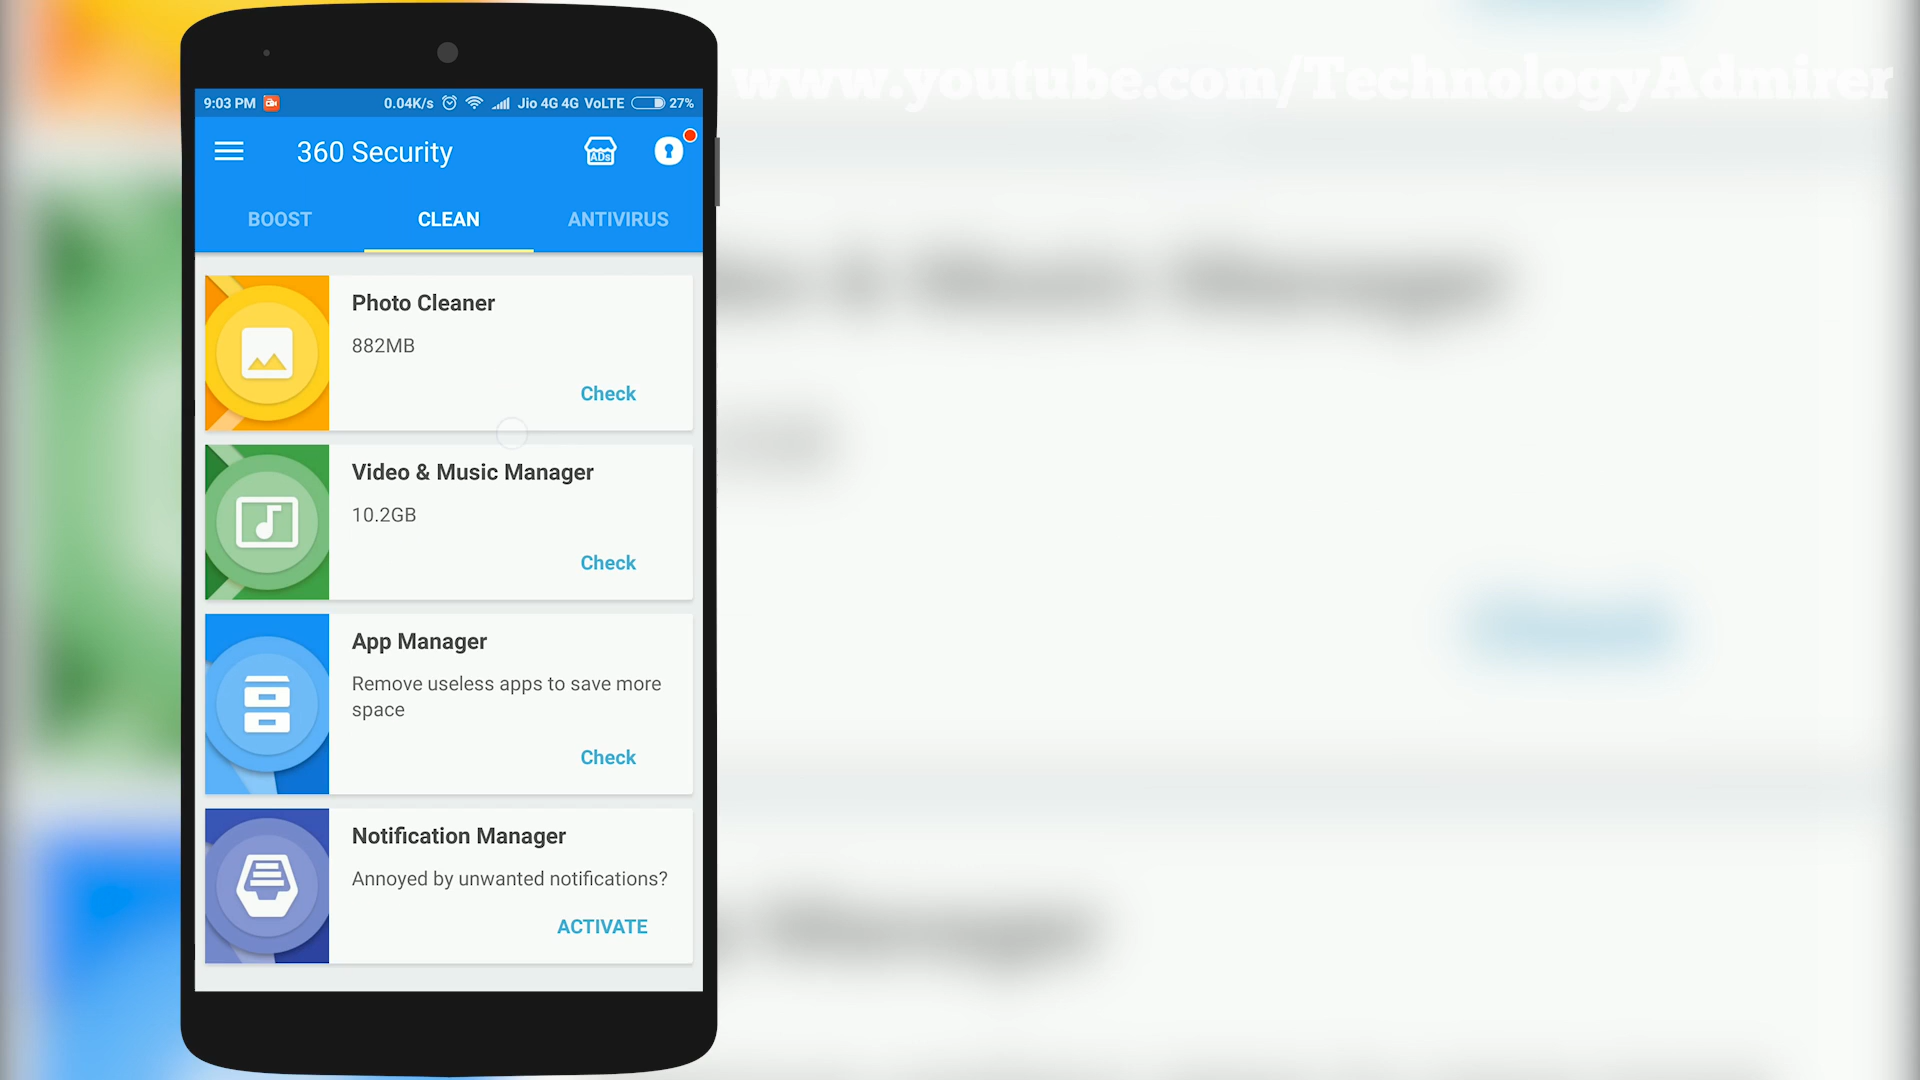 www.youtube.com/TechnologyAdmirer
9:03 PM 0.04K/s Jio 4G 4G VoLTE 27%
360 Security
ADs
BOOST CLEAN ANTIVIRUS
Photo Cleaner
882MB
Check
Video & Music Manager
10.2GB
Check
App Manager
Remove useless apps to save more
space
Check
Notification Manager
Annoyed by unwanted notifications?
ACTIVATE